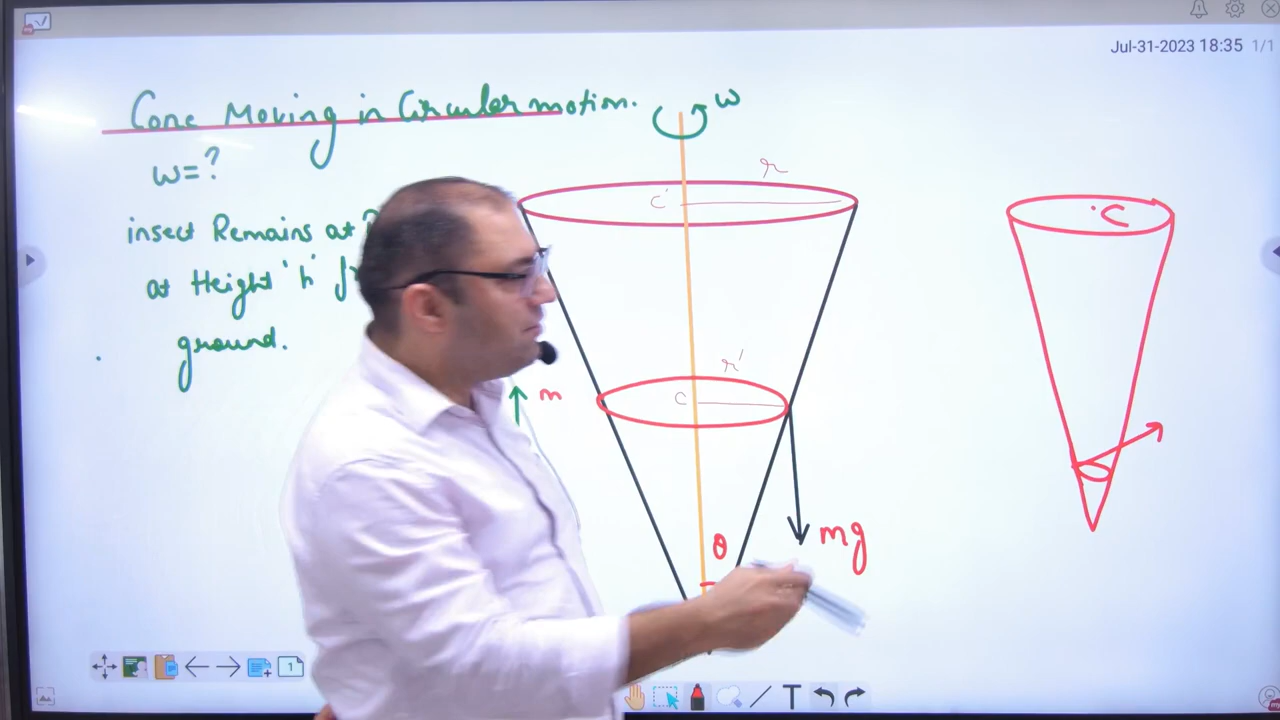 Jul-31-2023 18:35 1/1
Cone Moving in Circular motion.
ω
ω=?
r
C'
.C
insect Remains at
at Height 'h'
ground.
r'
C
m
θ
mg
1
T